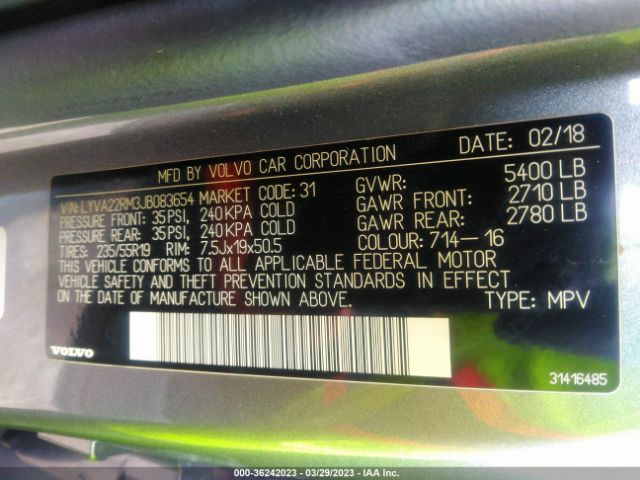 MFD BY VOLVO CAR CORPORATION DATE: 02/18
VIN: LYVA22RM3JB083654 MARKET CODE: 31 GVWR: 5400 LB
PRESSURE FRONT: 35PSI, 240KPA COLD GAWR FRONT: 2710 LB
PRESSURE REAR: 35 PSI, 240 KPA COLD GAWR REAR: 2780 LB
TIRES: 235/55R19 RIM: 7.5Jx19x50.5 COLOUR: 714-16
THIS VEHICLE CONFORMS TO ALL APPLICABLE FEDERAL MOTOR
VEHICLE SAFETY AND THEFT PREVENTION STANDARDS IN EFFECT
ON THE DATE OF MANUFACTURE SHOWN ABOVE. TYPE: MPV
VOLVO
31416485
000-36242023 - 03/29/2023 - IAA Inc.